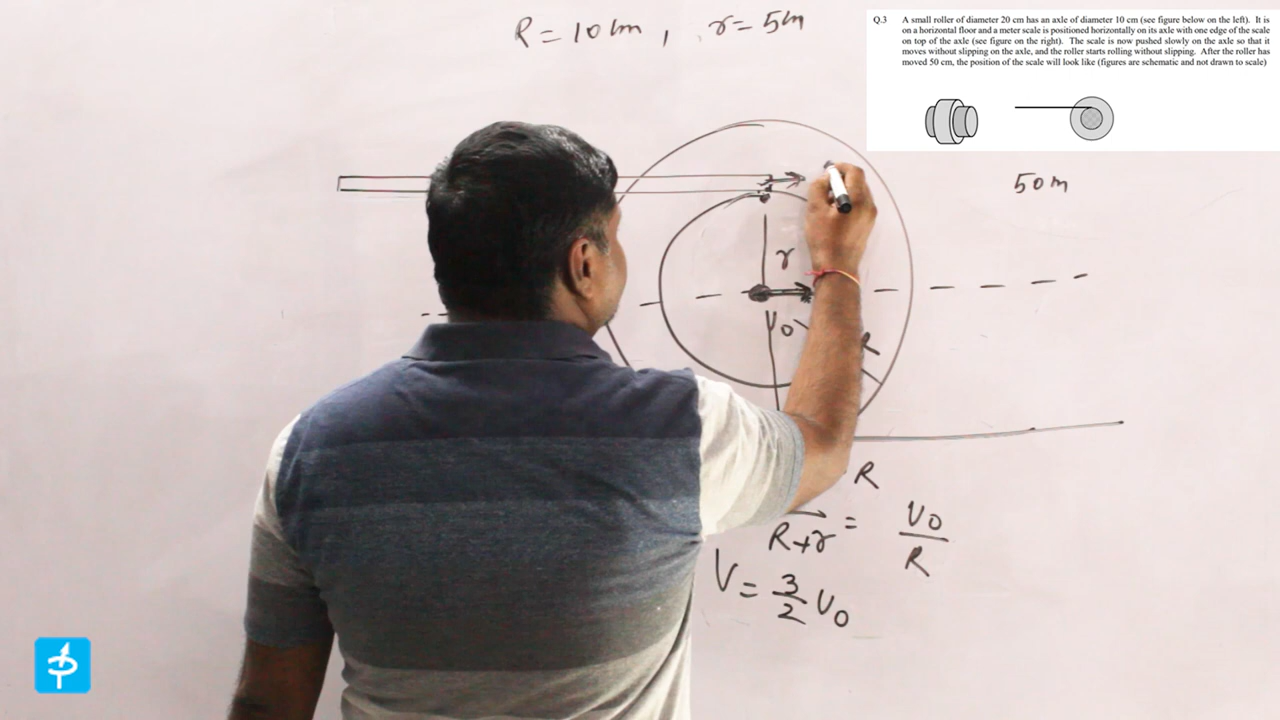 Q.3 A small roller of diameter 20 cm has an axle of diameter 10 cm (see figure below on the left). It is
on a horizontal floor and a meter scale is positioned horizontally on its axle with one edge of the scale
on top of the axle (see figure on the right). The scale is now pushed slowly on the axle so that it
moves without slipping on the axle, and the roller starts rolling without slipping. After the roller has
moved 50 cm, the position of the scale will look like (figures are schematic and not drawn to scale)
R = 10 cm , r = 5 cm
50 cm
r
V0
R
R
R+r = V0
R
V = 3/2 V0